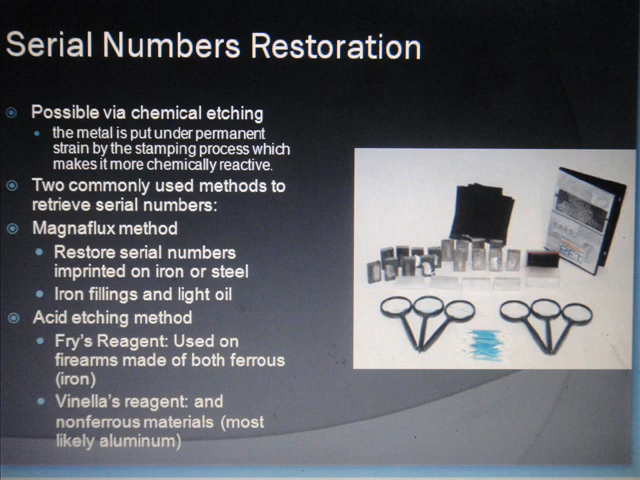 Serial Numbers Restoration
Possible via chemical etching
the metal is put under permanent
strain by the stamping process which
makes it more chemically reactive.
Two commonly used methods to
retrieve serial numbers:
Magnaflux method
Restore serial numbers
imprinted on iron or steel
Iron fillings and light oil
Acid etching method
Fry's Reagent: Used on
firearms made of both ferrous
(iron)
Vinella's reagent: and
nonferrous materials (most
likely aluminum)